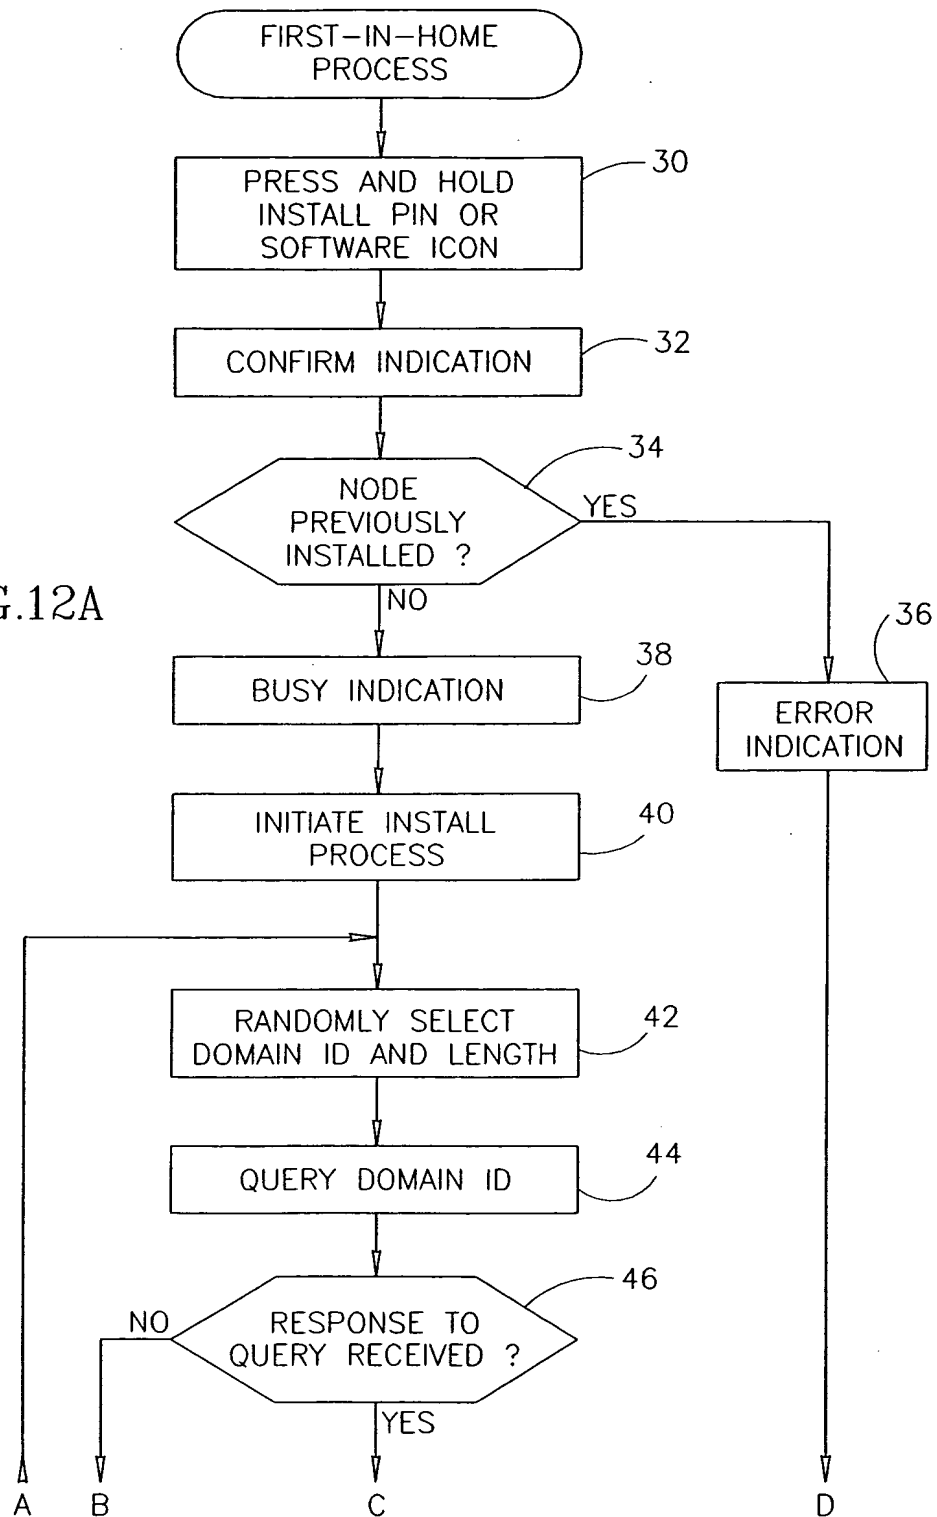 FIRST-IN-HOME
PROCESS
30
PRESS AND HOLD
INSTALL PIN OR
SOFTWARE ICON
32
CONFIRM INDICATION
34
NODE
PREVIOUSLY
INSTALLED ?
YES
NO
G.12A
36
38
BUSY INDICATION
ERROR
INDICATION
40
INITIATE INSTALL
PROCESS
42
RANDOMLY SELECT
DOMAIN ID AND LENGTH
44
QUERY DOMAIN ID
46
NO
RESPONSE TO
QUERY RECEIVED ?
YES
A B C D